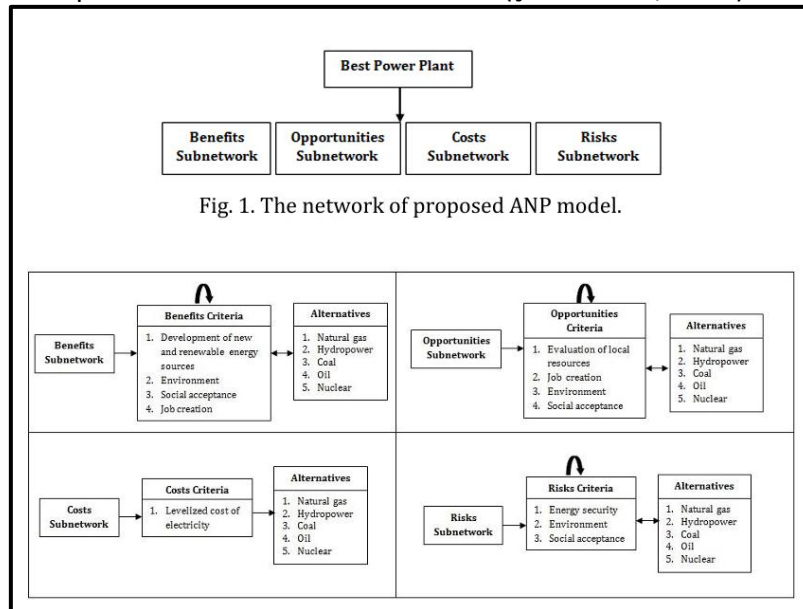 Best Power Plant
Benefits
Subnetwork
Opportunities
Subnetwork
Costs
Subnetwork
Risks
Subnetwork
Fig. 1. The network of proposed ANP model.
Benefits
Subnetwork
Benefits Criteria
1. Development of new
and renewable energy
sources
2. Environment
3. Social acceptance
4. Job creation
Alternatives
1. Natural gas
2. Hydropower
3. Coal
4. Oil
5. Nuclear
Opportunities
Subnetwork
Opportunities
Criteria
1. Evaluation of local
resources
2. Job creation
3. Environment
4. Social acceptance
Alternatives
1. Natural gas
2. Hydropower
3. Coal
4. Oil
5. Nuclear
Costs
Subnetwork
Costs Criteria
1. Levelized cost of
electricity
Alternatives
1. Natural gas
2. Hydropower
3. Coal
4. Oil
5. Nuclear
Risks
Subnetwork
Risks Criteria
1. Energy security
2. Environment
3. Social acceptance
Alternatives
1. Natural gas
2. Hydropower
3. Coal
4. Oil
5. Nuclear